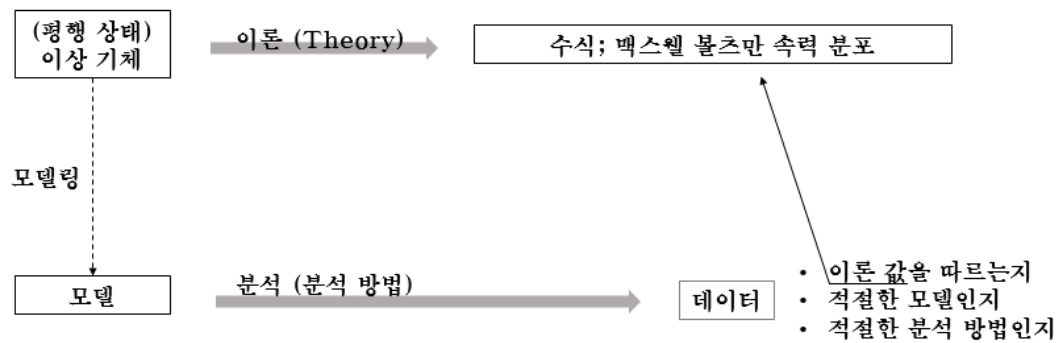 (평행 상태)
이상 기체
이론 (Theory)
수식; 맥스웰 볼츠만 속력 분포
모델링
모델
분석 (분석 방법)
데이터
• 이론 값을 따르는지
• 적절한 모델인지
• 적절한 분석 방법인지